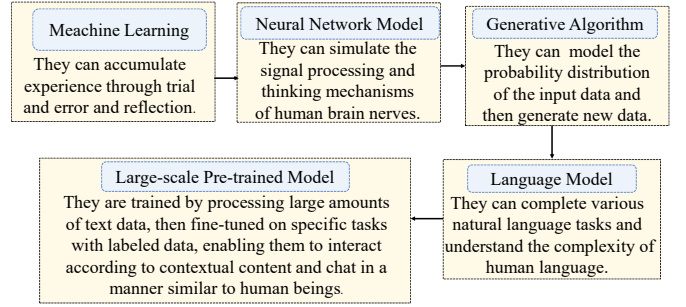 Meachine Learning
They can accumulate
experience through trial
and error and reflection.
Neural Network Model
They can simulate the
signal processing and
thinking mechanisms
of human brain nerves.
Generative Algorithm
They can model the
probability distribution
of the input data and
then generate new data.
Language Model
They can complete various
natural language tasks and
understand the complexity of
human language.
Large-scale Pre-trained Model
They are trained by processing large amounts
of text data, then fine-tuned on specific tasks
with labeled data, enabling them to interact
according to contextual content and chat in a
manner similar to human beings.